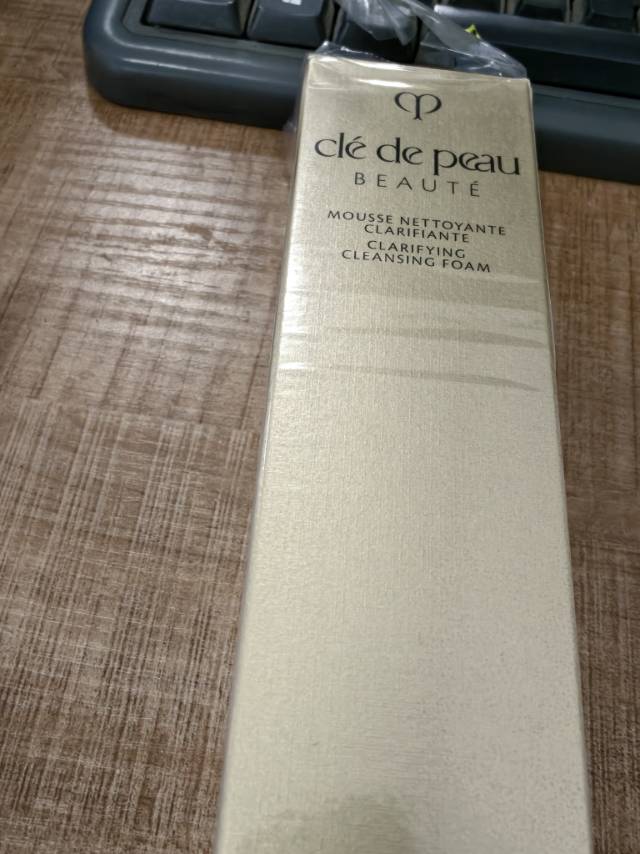 clé de peau
BEAUTÉ
MOUSSE NETTOYANTE
CLARIFIANTE
CLARIFYING
CLEANSING FOAM